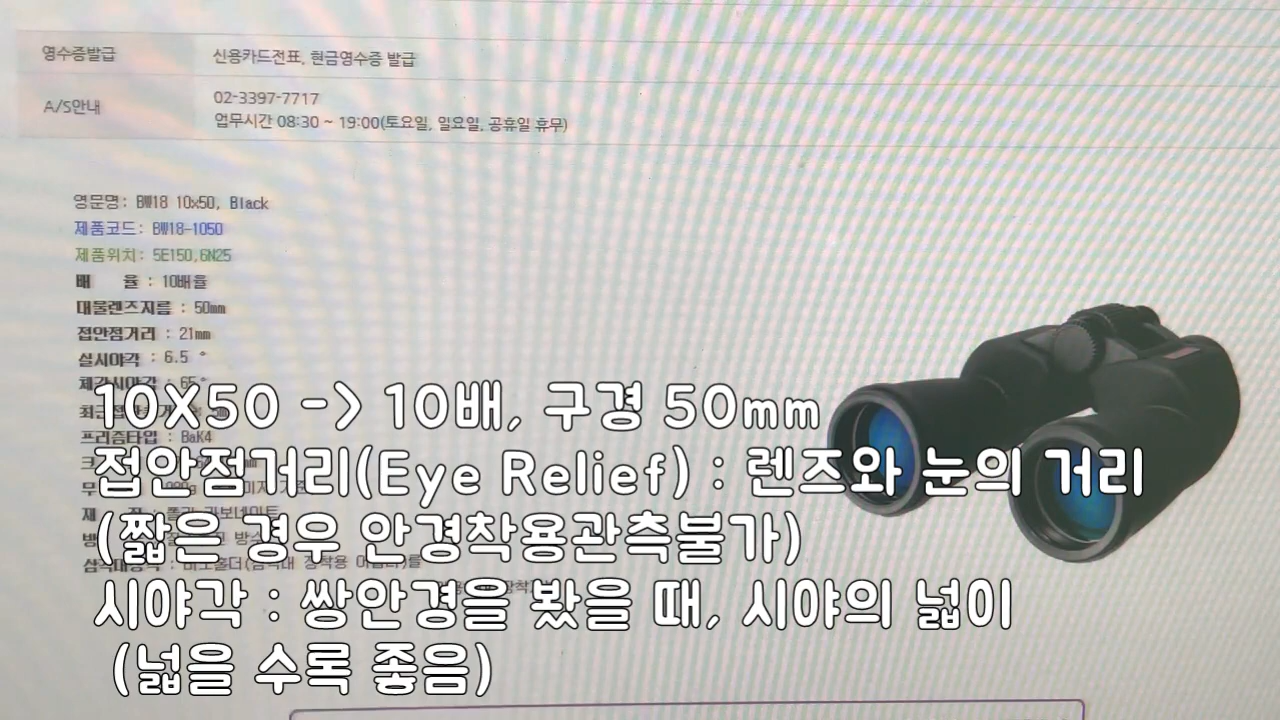 영수증발급 신용카드전표, 현금영수증 발급
A/S안내 02-3397-7717
업무시간 08:30 ~ 19:00(토요일, 일요일, 공휴일 휴무)
영문명: BW18 10x50, Black
제품코드: BW18-1050
제품위치: 5E150,6N25
배 율 : 10배율
대물렌즈지름 : 50mm
접안점거리 : 21mm
실시야각 : 6.5 °
체감시야각 : 65°
10X50 -> 10배, 구경 50mm
프리즘타입 : BaK4
접안점거리(Eye Relief) : 렌즈와 눈의 거리
(짧은 경우 안경착용관측불가)
시야각 : 쌍안경을 봤을 때, 시야의 넓이
(넓을 수록 좋음)